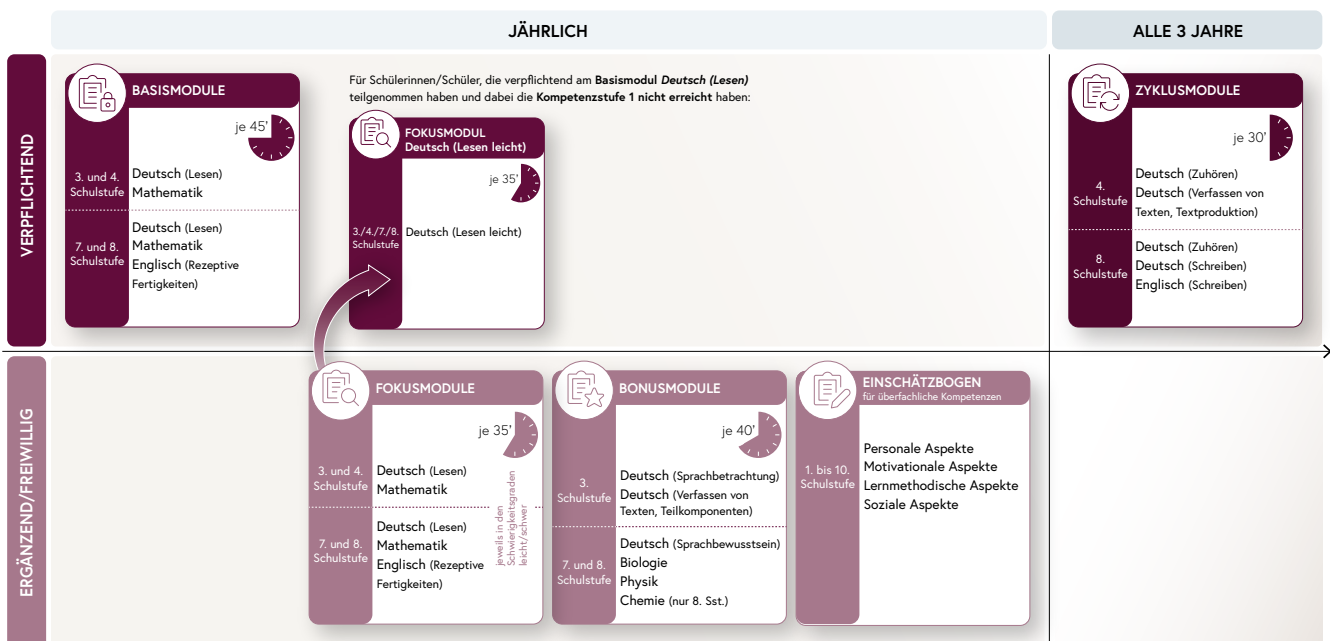 JÄHRLICH
ALLE 3 JAHRE
VERPFLICHTEND
BASISMODULE
je 45'
3. und 4.
Schulstufe
Deutsch (Lesen)
Mathematik
7. und 8.
Schulstufe
Deutsch (Lesen)
Mathematik
Englisch (Rezeptive
Fertigkeiten)
Für Schülerinnen/Schüler, die verpflichtend am Basismodul Deutsch (Lesen)
teilgenommen haben und dabei die Kompetenzstufe 1 nicht erreicht haben:
FOKUSMODUL
Deutsch (Lesen leicht)
je 35'
3./4./7./8.
Schulstufe
Deutsch (Lesen leicht)
ZYKLUSMODULE
je 30'
4.
Schulstufe
Deutsch (Zuhören)
Deutsch (Verfassen von
Texten, Textproduktion)
8.
Schulstufe
Deutsch (Zuhören)
Deutsch (Schreiben)
Englisch (Schreiben)
ERGÄNZEND/FREIWILLIG
FOKUSMODULE
je 35'
3. und 4.
Schulstufe
Deutsch (Lesen)
Mathematik
7. und 8.
Schulstufe
Deutsch (Lesen)
Mathematik
Englisch (Rezeptive
Fertigkeiten)
jeweils in den
Schwierigkeitsgraden
leicht/schwer
BONUSMODULE
je 40'
3.
Schulstufe
Deutsch (Sprachbetrachtung)
Deutsch (Verfassen von
Texten, Teilkomponenten)
7. und 8.
Schulstufe
Deutsch (Sprachbewusstsein)
Biologie
Physik
Chemie (nur 8. Sst.)
EINSCHÄTZBOGEN
für überfachliche Kompetenzen
1. bis 10.
Schulstufe
Personale Aspekte
Motivationale Aspekte
Lernmethodische Aspekte
Soziale Aspekte